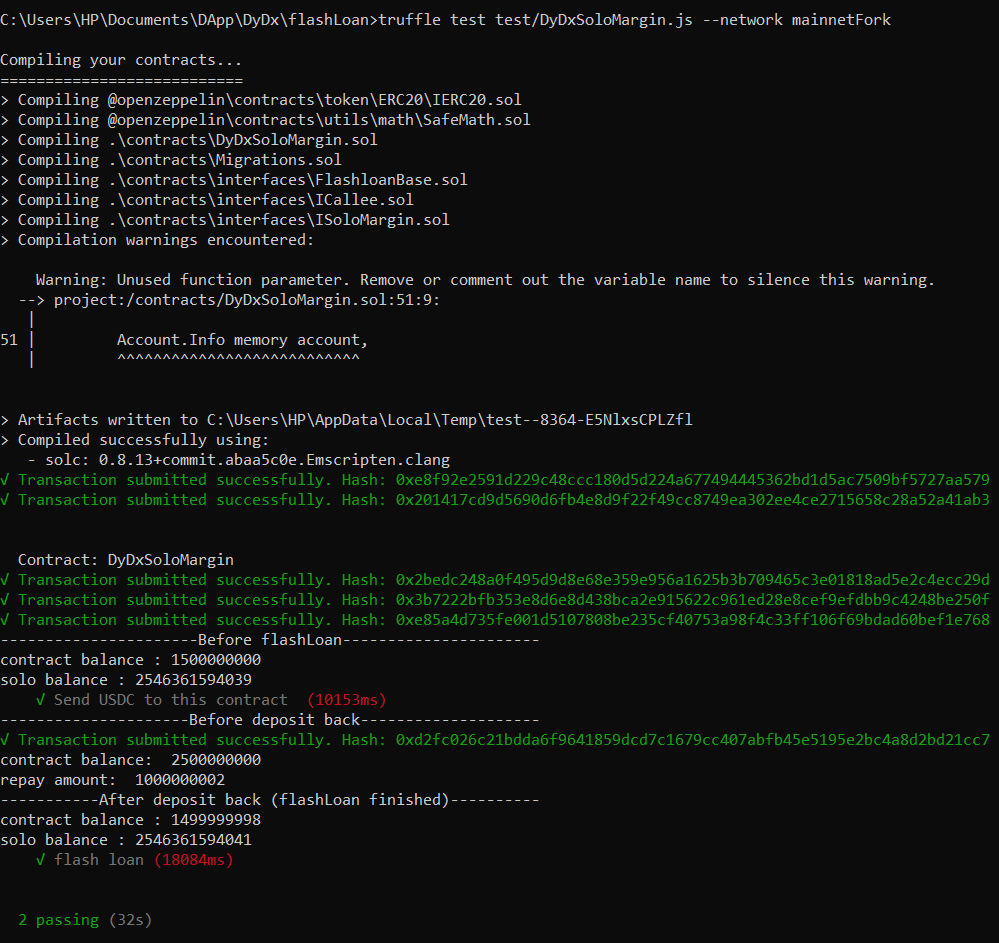 C:\Users\HP\Documents\DApp\DyDx\flashLoan>truffle test test/DyDxSoloMargin.js --network mainnetFork
Compiling your contracts...
===========================
> Compiling @openzeppelin\contracts\token\ERC20\IERC20.sol
> Compiling @openzeppelin\contracts\utils\math\SafeMath.sol
> Compiling .\contracts\DyDxSoloMargin.sol
> Compiling .\contracts\Migrations.sol
> Compiling .\contracts\interfaces\FlashloanBase.sol
> Compiling .\contracts\interfaces\ICallee.sol
> Compiling .\contracts\interfaces\ISoloMargin.sol
> Compilation warnings encountered:
    Warning: Unused function parameter. Remove or comment out the variable name to silence this warning.
  --> project:/contracts/DyDxSoloMargin.sol:51:9:
   |
51 |         Account.Info memory account,
   |         ^^^^^^^^^^^^^^^^^^^^^^^^^^^
> Artifacts written to C:\Users\HP\AppData\Local\Temp\test--8364-E5NlxsCPLZfl
> Compiled successfully using:
   - solc: 0.8.13+commit.abaa5c0e.Emscripten.clang
√ Transaction submitted successfully. Hash: 0xe8f92e2591d229c48ccc180d5d224a677494445362bd1d5ac7509bf5727aa579
√ Transaction submitted successfully. Hash: 0x201417cd9d5690d6fb4e8d9f22f49cc8749ea302ee4ce2715658c28a52a41ab3
  Contract: DyDxSoloMargin
√ Transaction submitted successfully. Hash: 0x2bedc248a0f495d9d8e68e359e956a1625b3b709465c3e01818ad5e2c4ecc29d
√ Transaction submitted successfully. Hash: 0x3b7222bfb353e8d6e8d438bca2e915622c961ed28e8cef9efdbb9c4248be250f
√ Transaction submitted successfully. Hash: 0xe85a4d735fe001d5107808be235cf40753a98f4c33ff106f69bdad60bef1e768
----------------------Before flashLoan----------------------
contract balance : 1500000000
solo balance : 2546361594039
    √ Send USDC to this contract  (10153ms)
---------------------Before deposit back--------------------
√ Transaction submitted successfully. Hash: 0xd2fc026c21bdda6f9641859dcd7c1679cc407abfb45e5195e2bc4a8d2bd21cc7
contract balance:  2500000000
repay amount:  1000000002
-----------After deposit back (flashLoan finished)----------
contract balance : 1499999998
solo balance : 2546361594041
    √ flash loan (18084ms)
  2 passing (32s)